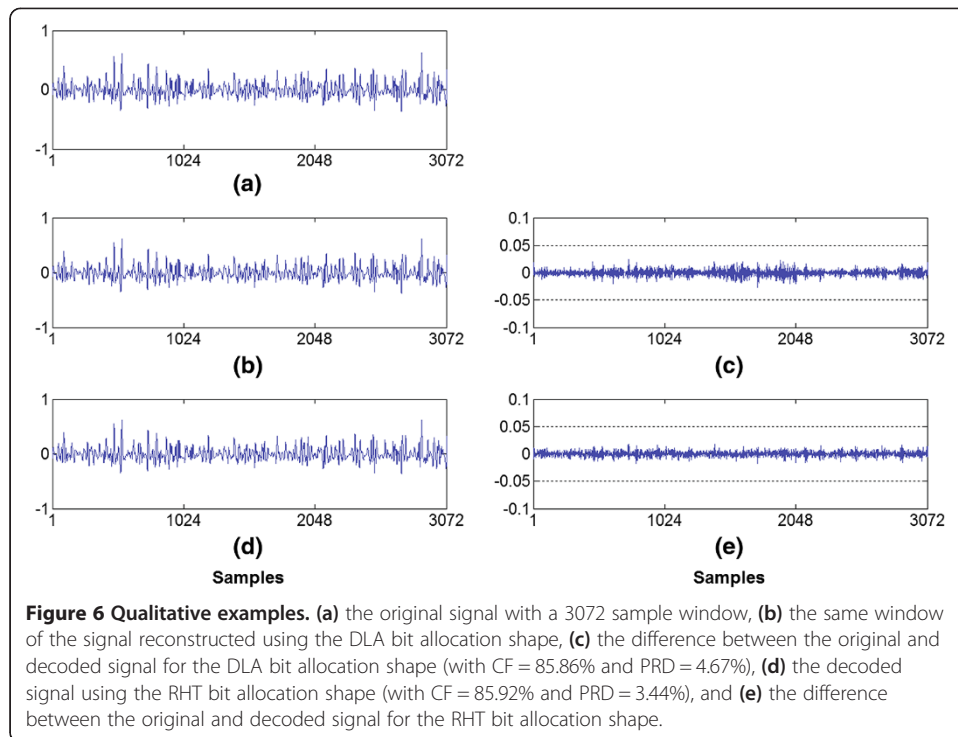 1
0
-1
1 1024 2048 3072
(a)
1
0
-1
1 1024 2048 3072
(b)
0.1
0.05
0
-0.05
-0.1
1 1024 2048 3072
(c)
1
0
-1
1 1024 2048 3072
(d)
Samples
0.1
0.05
0
-0.05
-0.1
1 1024 2048 3072
(e)
Samples
Figure 6 Qualitative examples. (a) the original signal with a 3072 sample window, (b) the same window
of the signal reconstructed using the DLA bit allocation shape, (c) the difference between the original and
decoded signal for the DLA bit allocation shape (with CF = 85.86% and PRD = 4.67%), (d) the decoded
signal using the RHT bit allocation shape (with CF = 85.92% and PRD = 3.44%), and (e) the difference
between the original and decoded signal for the RHT bit allocation shape.